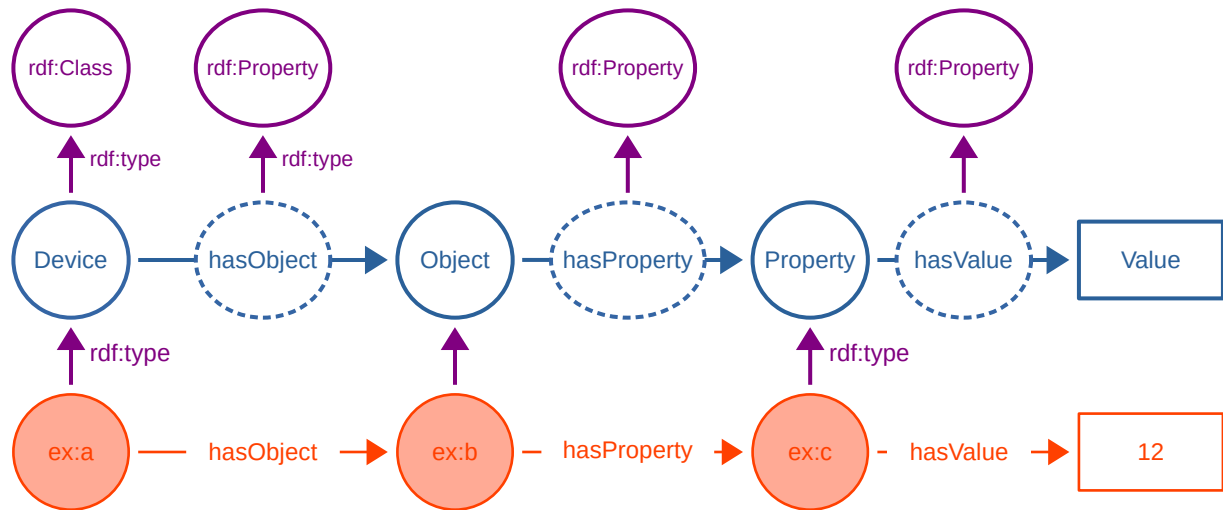 rdf:Class rdf:Property rdf:Property rdf:Property
rdf:type rdf:type
Device hasObject Object hasProperty Property hasValue Value
rdf:type rdf:type
ex:a hasObject ex:b hasProperty ex:c hasValue 12